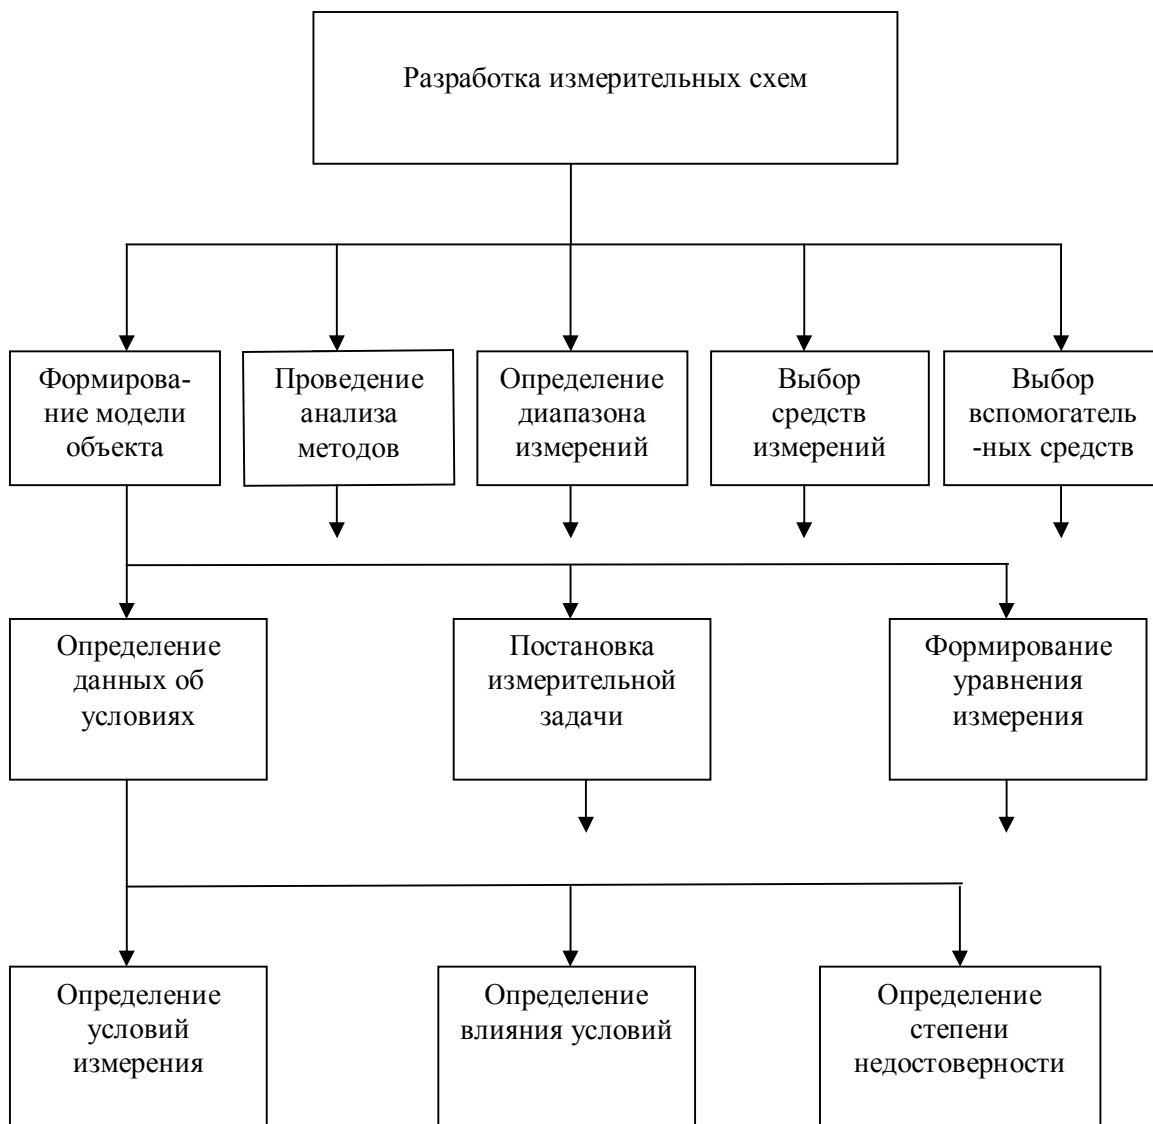 Разработка измерительных схем
Формирова-
ние модели
объекта
Проведение
анализа
методов
Определение
диапазона
измерений
Выбор
средств
измерений
Выбор
вспомогатель
-ных средств
Определение
данных об
условиях
Постановка
измерительной
задачи
Формирование
уравнения
измерения
Определение
условий
измерения
Определение
влияния условий
Определение
степени
недостоверности